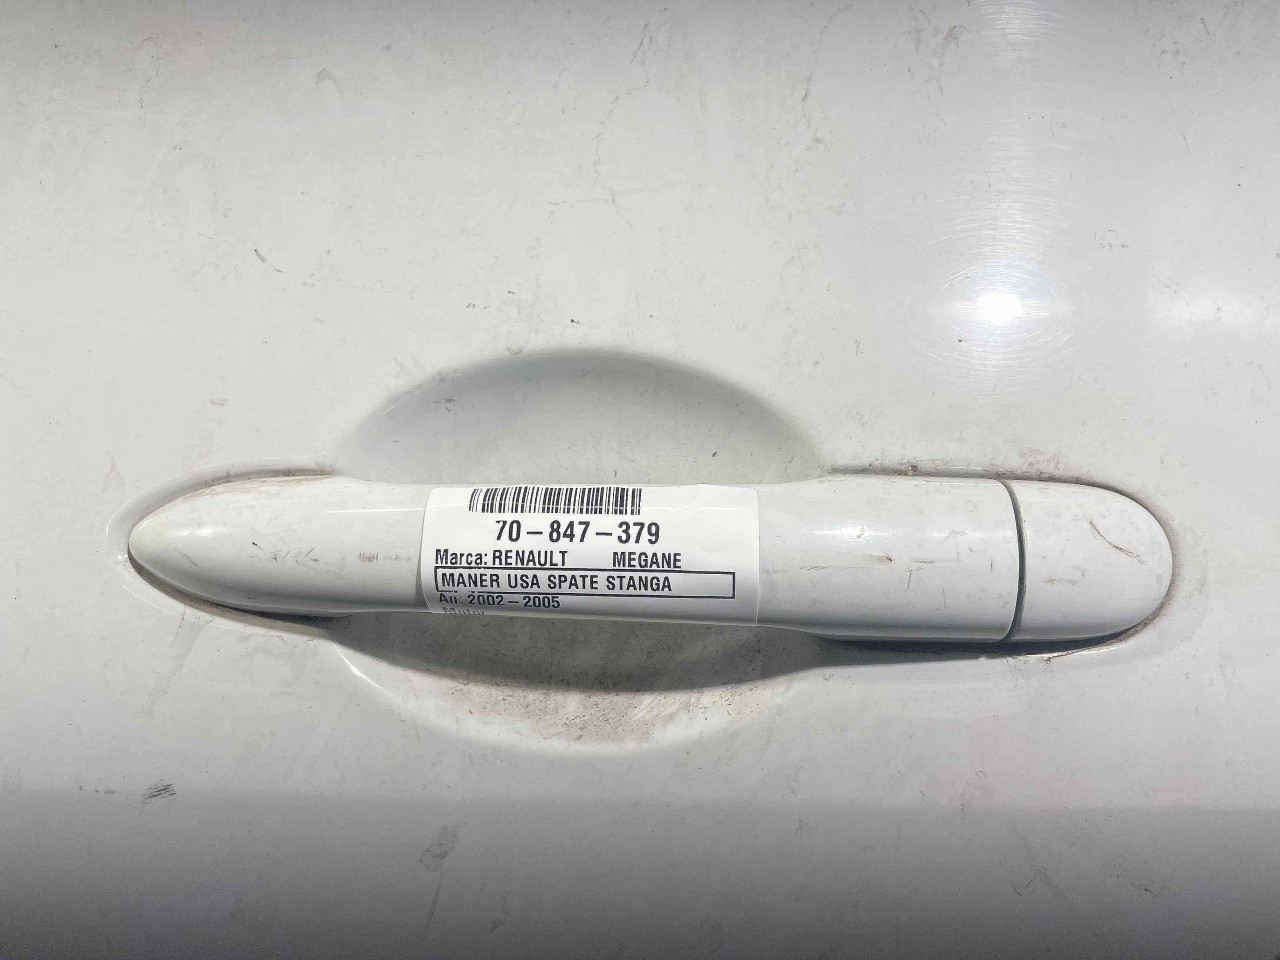 70-847-379
Marca: RENAULT MEGANE
MANER USA SPATE STANGA
An. 2002-2005